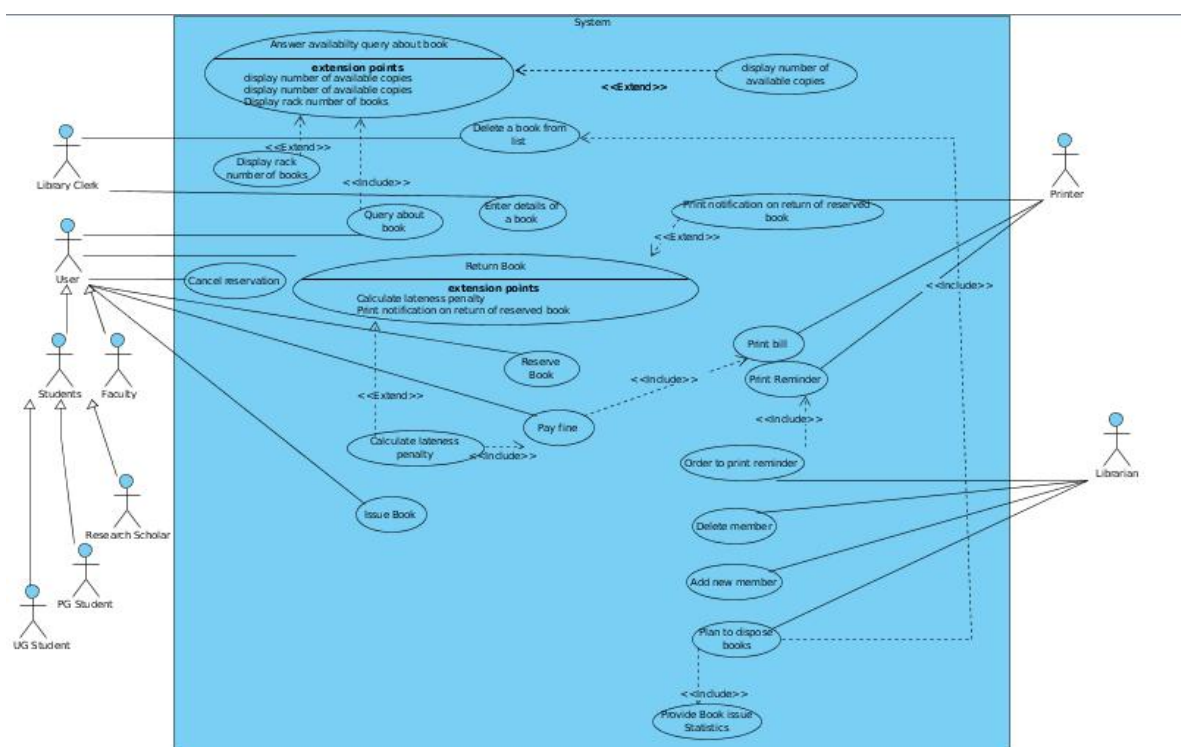 System
Answer availabilty query about book
extension points
display number of available copies
display number of available copies
Display rack number of books
display number of
available copies
<<Extend>>
Delete a book from
list
<<Extend>>
Display rack
number of books
Library Clerk
<<Include>>
Printer
Query about
book
Enter details of
a book
Print notification on return of reserved
book
<<Extend>>
User
Cancel reservation
Return Book
extension points
Calculate lateness penalty
Print notification on return of reserved book
<<Include>>
Print bill
Reserve
Book
Print Reminder
<<Include>>
Students
Faculty
<<Extend>>
<<Include>>
Pay fine
Calculate lateness
penalty
<<Include>>
Order to print reminder
Librarian
Issue Book
Research Scholar
Delete member
Add new member
PG Student
UG Student
Plan to dispose
books
<<Include>>
Provide Book issue
Statistics